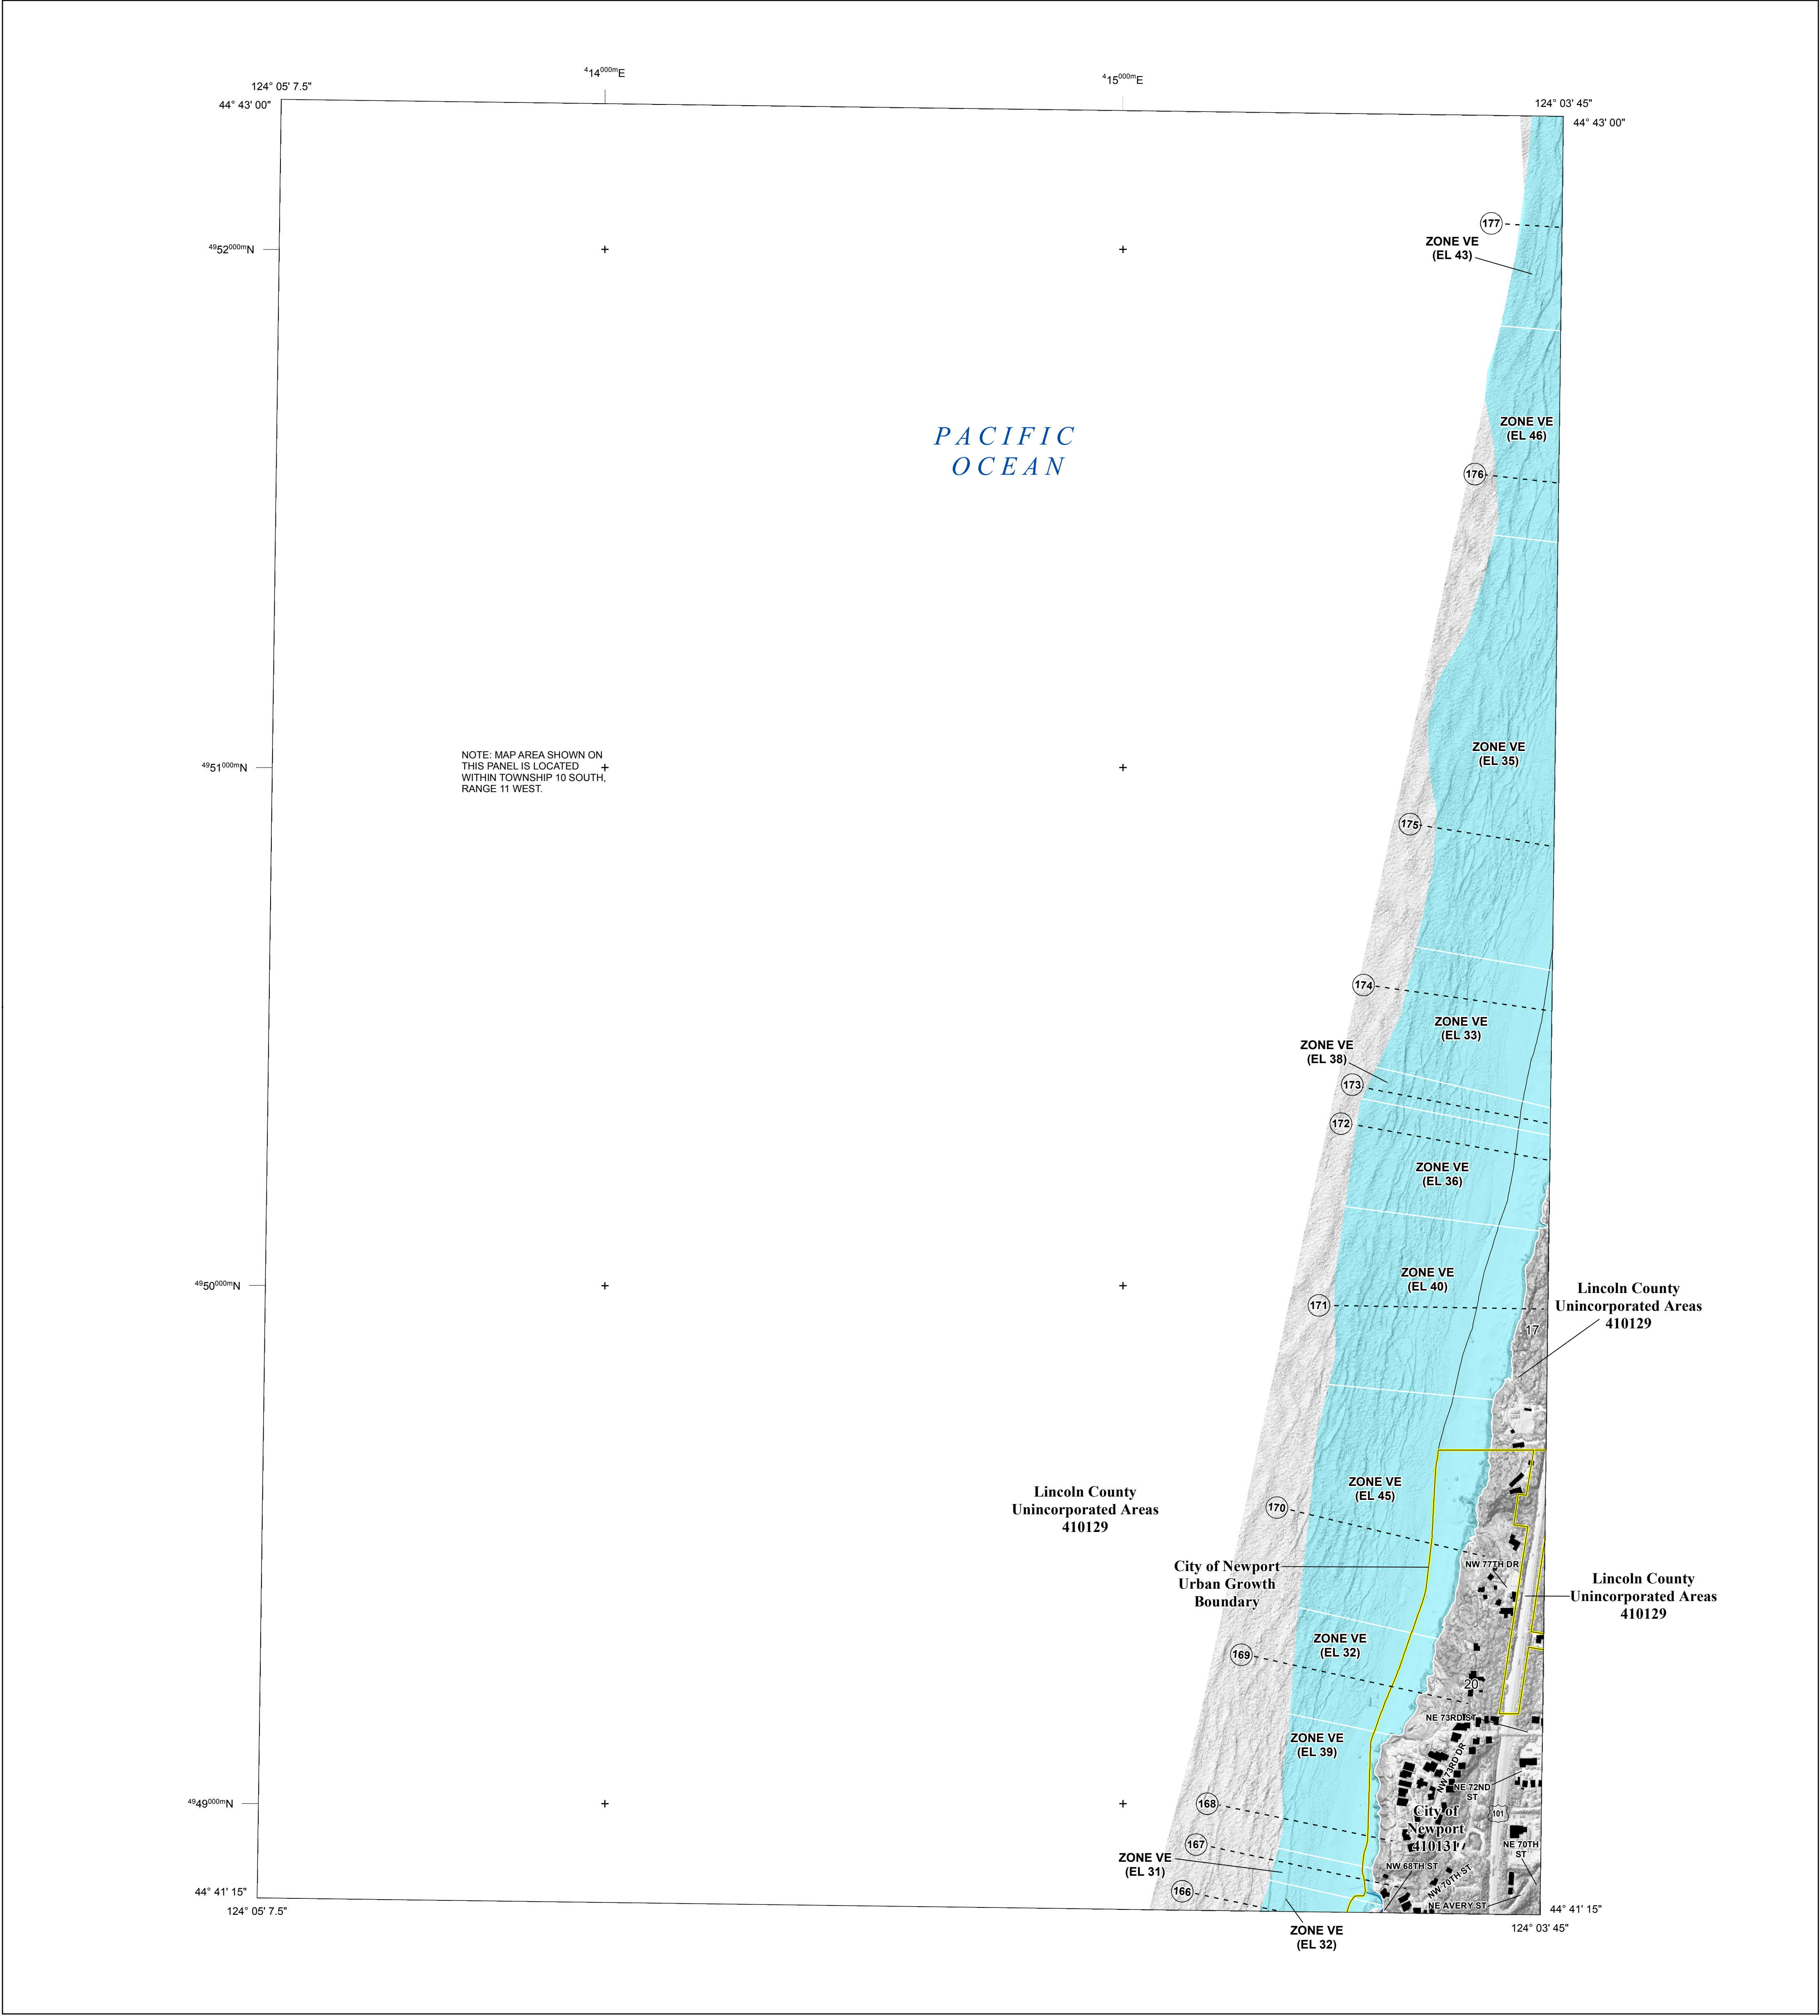 414000mE
415000mE
124° 05' 7.5"
124° 03' 45"
44° 43' 00"
44° 43' 00"
177
4952000mN
ZONE VE
(EL 43)
PACIFIC
OCEAN
ZONE VE
(EL 46)
176
NOTE: MAP AREA SHOWN ON
THIS PANEL IS LOCATED
WITHIN TOWNSHIP 10 SOUTH,
RANGE 11 WEST.
4951000mN
ZONE VE
(EL 35)
175
174
ZONE VE
(EL 33)
ZONE VE
(EL 38)
173
172
ZONE VE
(EL 36)
4950000mN
ZONE VE
(EL 40)
171
Lincoln County
Unincorporated Areas
410129
17
Lincoln County
Unincorporated Areas
410129
ZONE VE
(EL 45)
170
City of Newport
Urban Growth
Boundary
NW 77TH DR
Lincoln County
Unincorporated Areas
410129
ZONE VE
(EL 32)
169
20
NE 73RD ST
ZONE VE
(EL 39)
NW 73RD DR
NE 72ND
ST
4949000mN
168
City of
Newport
410131
101
167
NE 70TH
ST
ZONE VE
(EL 31)
NW 68TH ST
NW 70TH ST
166
NE AVERY ST
44° 41' 15"
124° 05' 7.5"
44° 41' 15"
124° 03' 45"
ZONE VE
(EL 32)